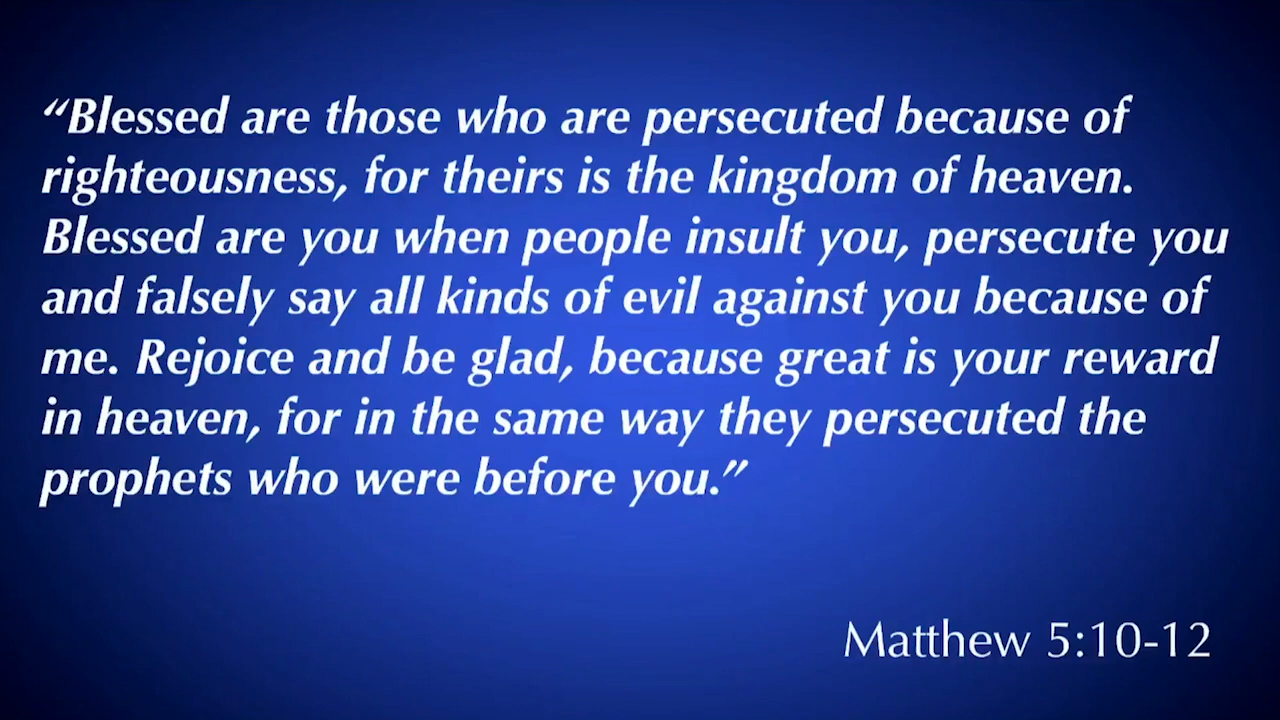 “Blessed are those who are persecuted because of
righteousness, for theirs is the kingdom of heaven.
Blessed are you when people insult you, persecute you
and falsely say all kinds of evil against you because of
me. Rejoice and be glad, because great is your reward
in heaven, for in the same way they persecuted the
prophets who were before you.”
Matthew 5:10-12